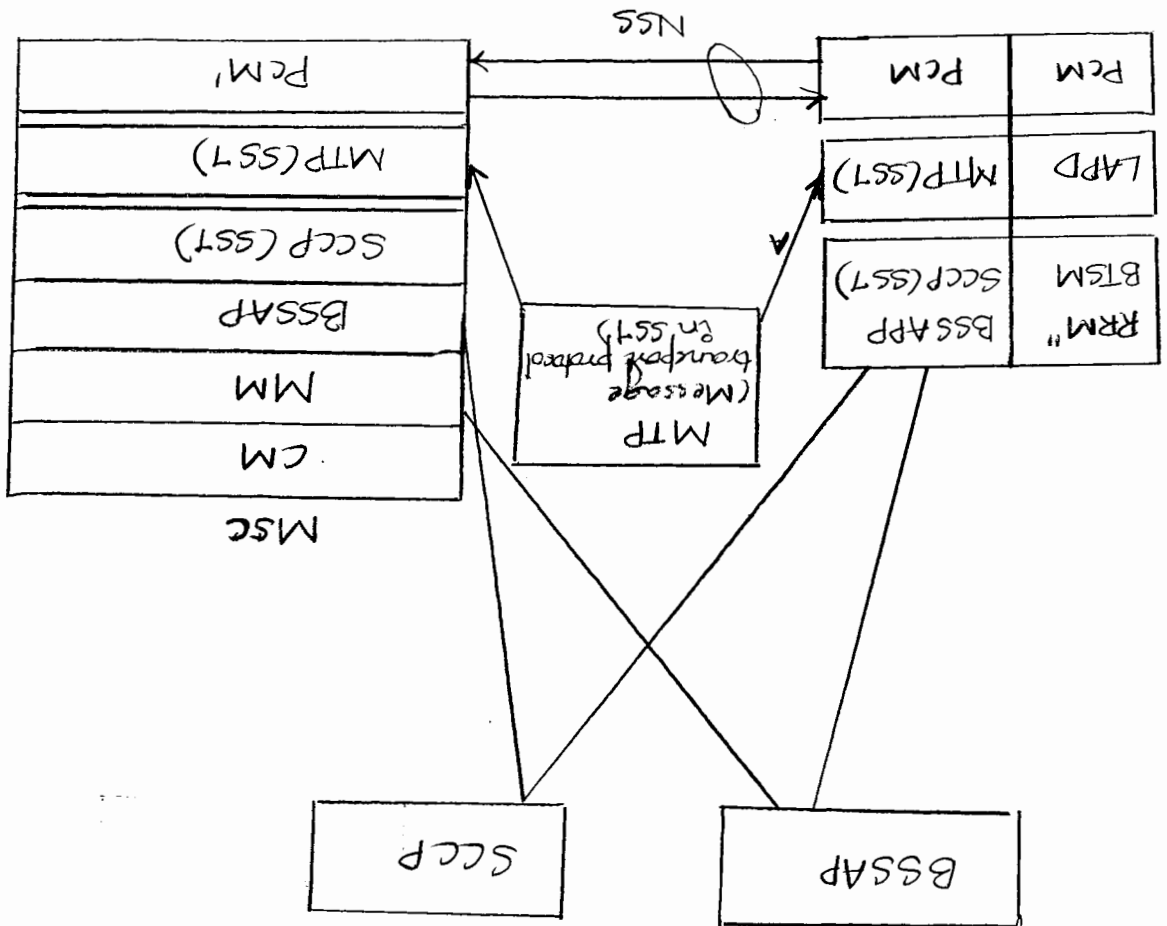 BSSAP
SCCP
MSC
CM
MM
BSSAP
SCCP (SS7)
MTP (SS7)
PCM'
MTP
(Message
transport protocol
in SS7)
A
RRM"
BTSM
BSSAPP
SCCP (SS7)
LAPD
MTP (SS7)
PCM
PCM
NSS